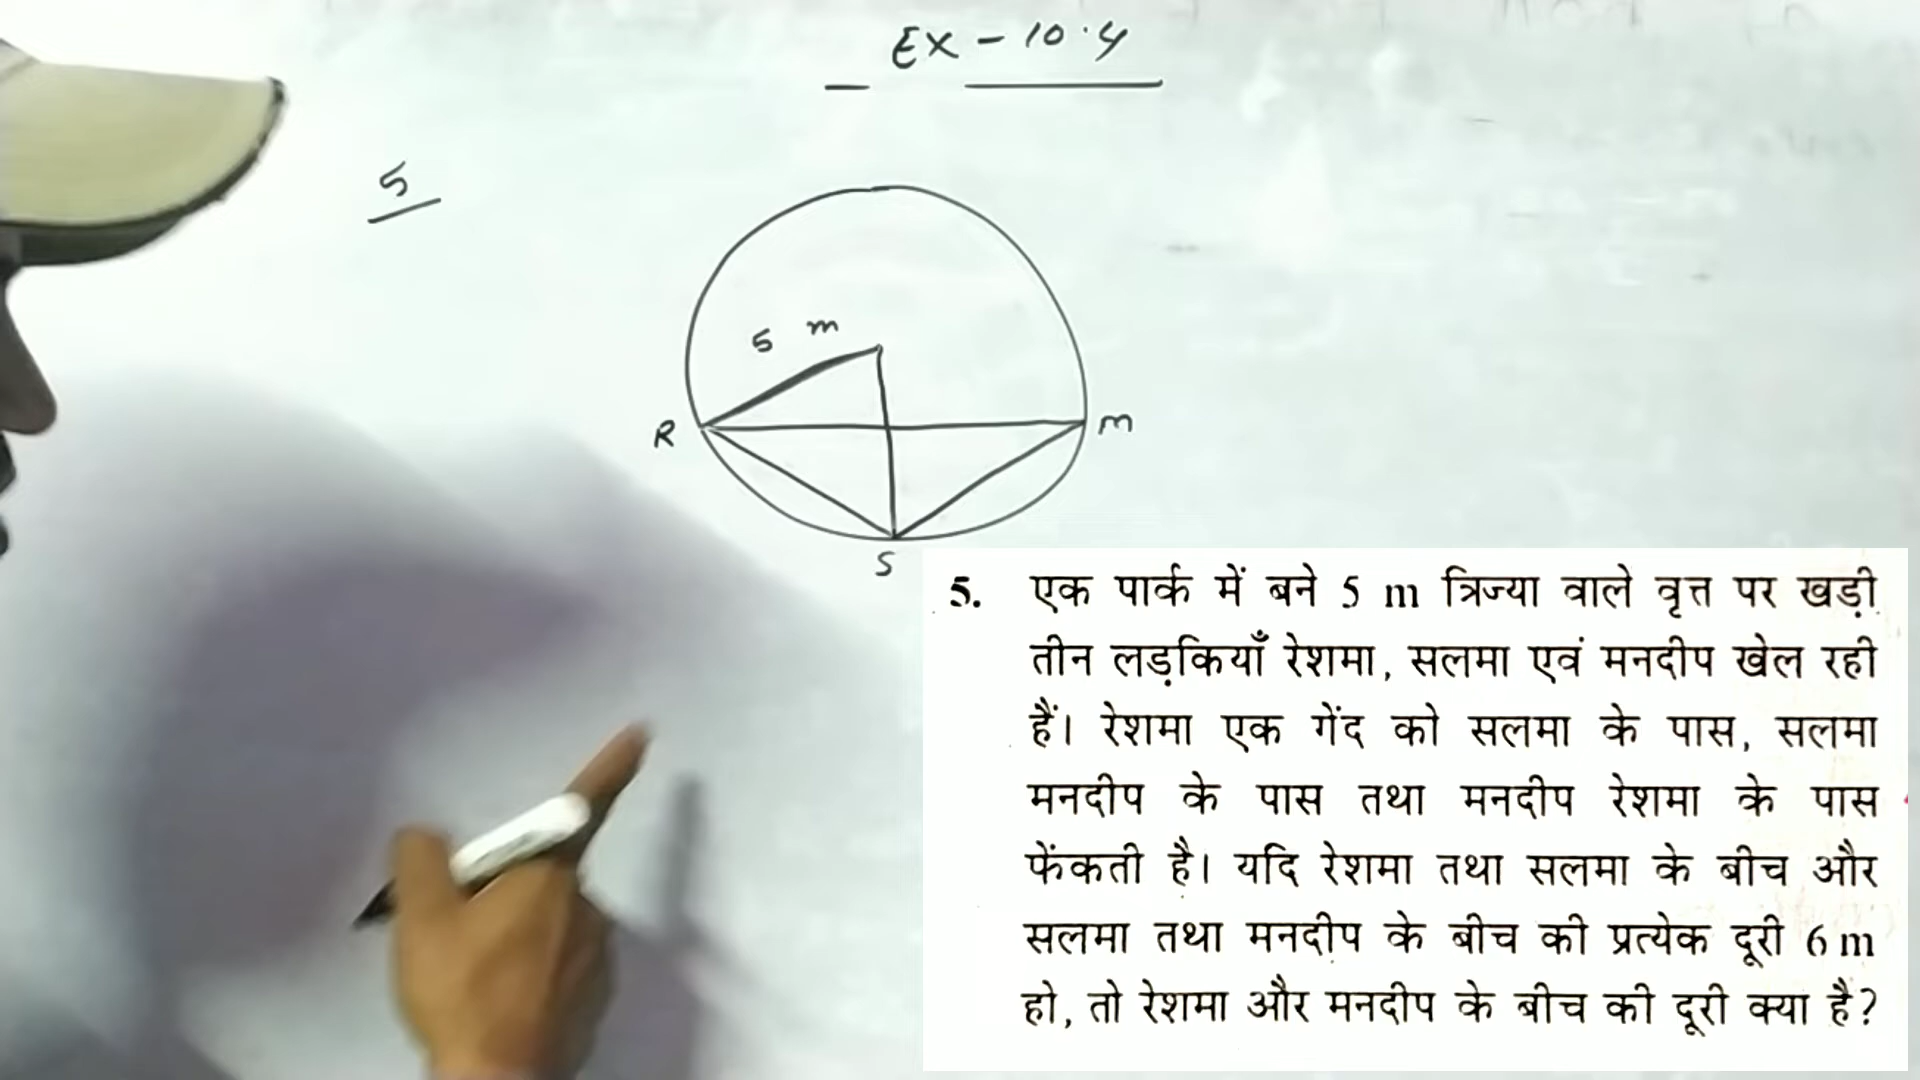 Ex - 10.4
5
5 m
R
M
S
5. एक पार्क में बने 5 m त्रिज्या वाले वृत्त पर खड़ी
तीन लड़कियाँ रेशमा, सलमा एवं मनदीप खेल रही
हैं। रेशमा एक गेंद को सलमा के पास, सलमा
मनदीप के पास तथा मनदीप रेशमा के पास
फेंकती है। यदि रेशमा तथा सलमा के बीच और
सलमा तथा मनदीप के बीच की प्रत्येक दूरी 6 m
हो, तो रेशमा और मनदीप के बीच की दूरी क्या है?